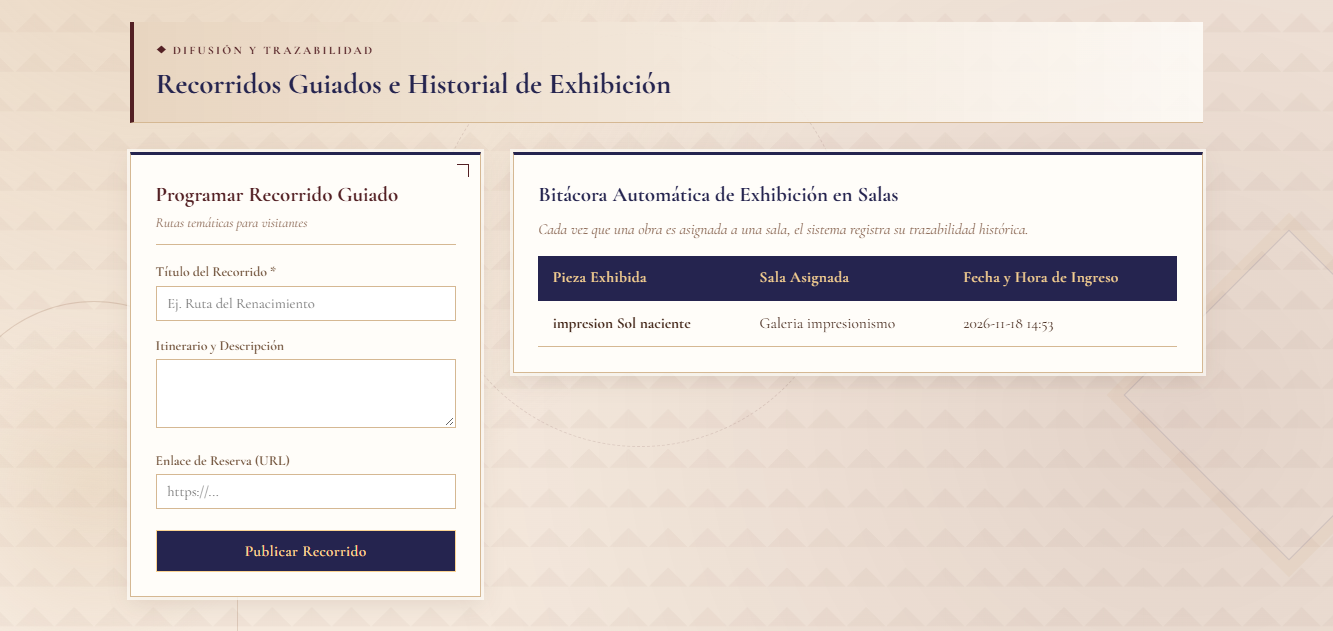 ◆ DIFUSIÓN Y TRAZABILIDAD
Recorridos Guiados e Historial de Exhibición
Programar Recorrido Guiado
Rutas temáticas para visitantes
Título del Recorrido *
Ej. Ruta del Renacimiento
Itinerario y Descripción
Enlace de Reserva (URL)
https://...
Publicar Recorrido
Bitácora Automática de Exhibición en Salas
Cada vez que una obra es asignada a una sala, el sistema registra su trazabilidad histórica.
Pieza Exhibida Sala Asignada Fecha y Hora de Ingreso
impresion Sol naciente Galeria impresionismo 2026-11-18 14:53